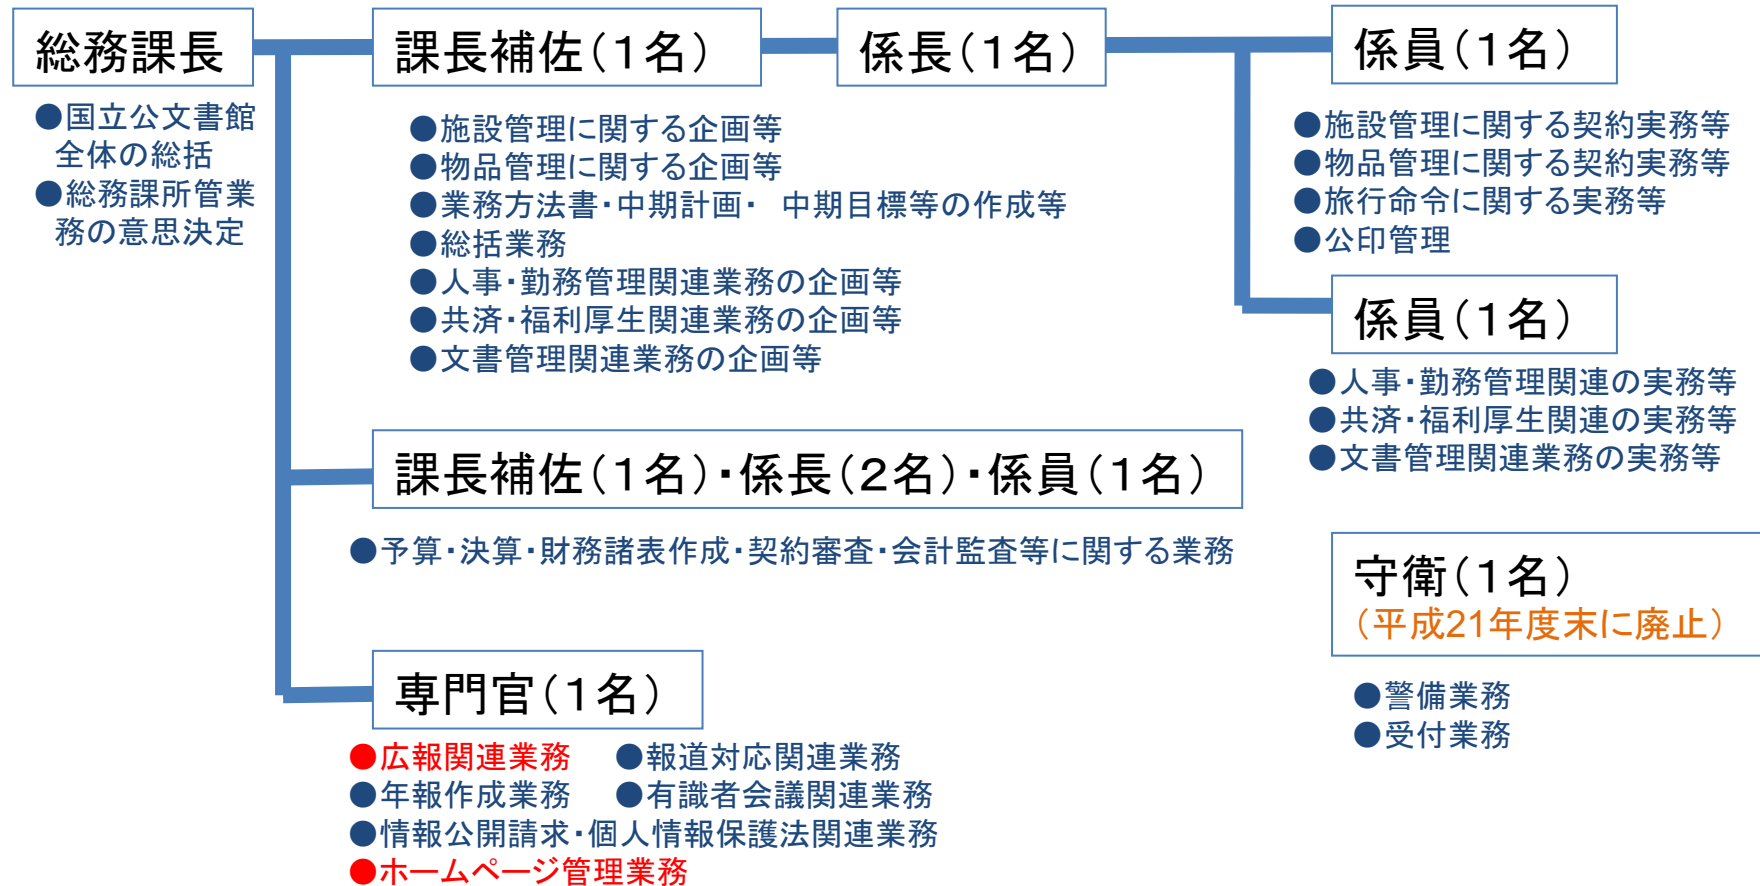 総務課長
●国立公文書館
全体の総括
●総務課所管業
務の意思決定
課長補佐（1名）
●施設管理に関する企画等
●物品管理に関する企画等
●業務方法書・中期計画・ 中期目標等の作成等
●総括業務
●人事・勤務管理関連業務の企画等
●共済・福利厚生関連業務の企画等
●文書管理関連業務の企画等
係長（1名）
係員（1名）
●施設管理に関する契約実務等
●物品管理に関する契約実務等
●旅行命令に関する実務等
●公印管理
係員（1名）
●人事・勤務管理関連の実務等
●共済・福利厚生関連の実務等
●文書管理関連業務の実務等
課長補佐（1名）・係長（2名）・係員（1名）
●予算・決算・財務諸表作成・契約審査・会計監査等に関する業務
守衛（1名）
（平成21年度末に廃止）
●警備業務
●受付業務
専門官（1名）
●広報関連業務 ●報道対応関連業務
●年報作成業務 ●有識者会議関連業務
●情報公開請求・個人情報保護法関連業務
●ホームページ管理業務